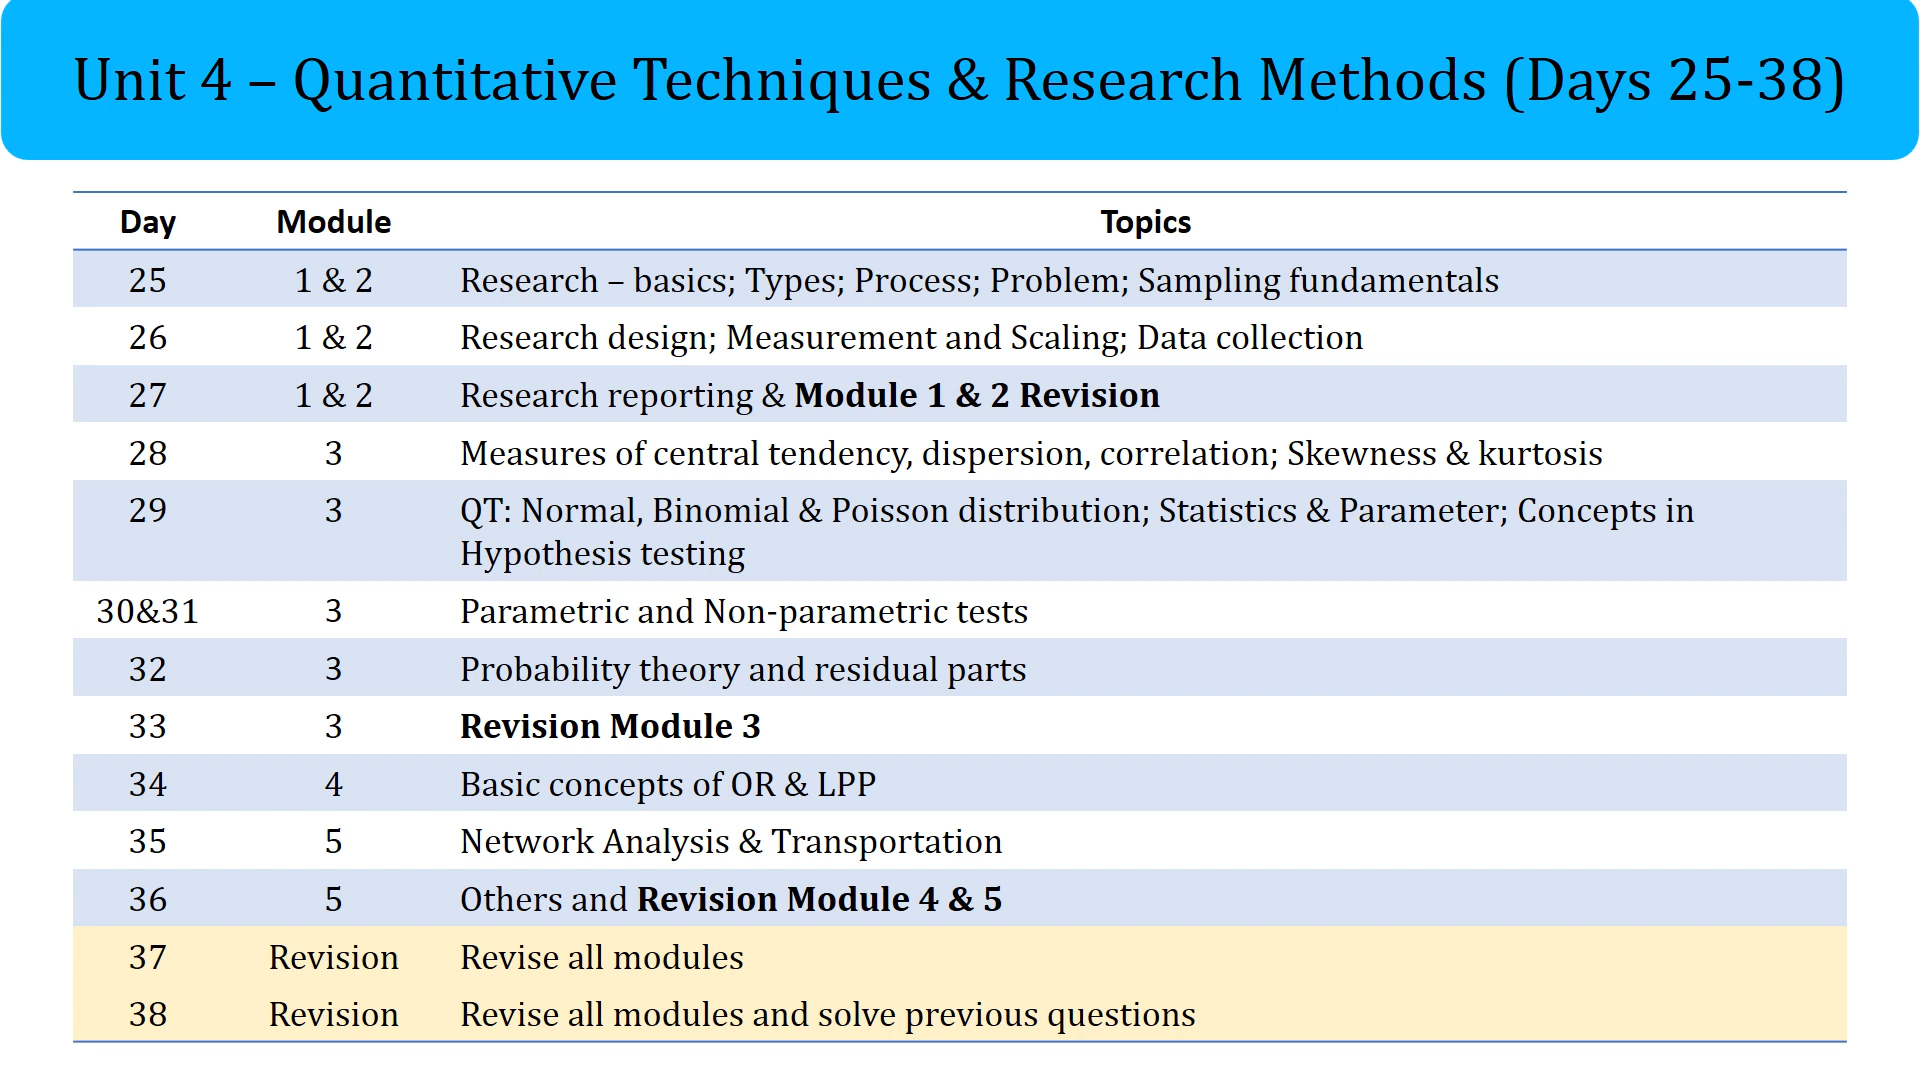 Unit 4 – Quantitative Techniques & Research Methods (Days 25-38)
Day Module Topics
25 1 & 2 Research – basics; Types; Process; Problem; Sampling fundamentals
26 1 & 2 Research design; Measurement and Scaling; Data collection
27 1 & 2 Research reporting & Module 1 & 2 Revision
28 3 Measures of central tendency, dispersion, correlation; Skewness & kurtosis
29 3 QT: Normal, Binomial & Poisson distribution; Statistics & Parameter; Concepts in
Hypothesis testing
30&31 3 Parametric and Non-parametric tests
32 3 Probability theory and residual parts
33 3 Revision Module 3
34 4 Basic concepts of OR & LPP
35 5 Network Analysis & Transportation
36 5 Others and Revision Module 4 & 5
37 Revision Revise all modules
38 Revision Revise all modules and solve previous questions